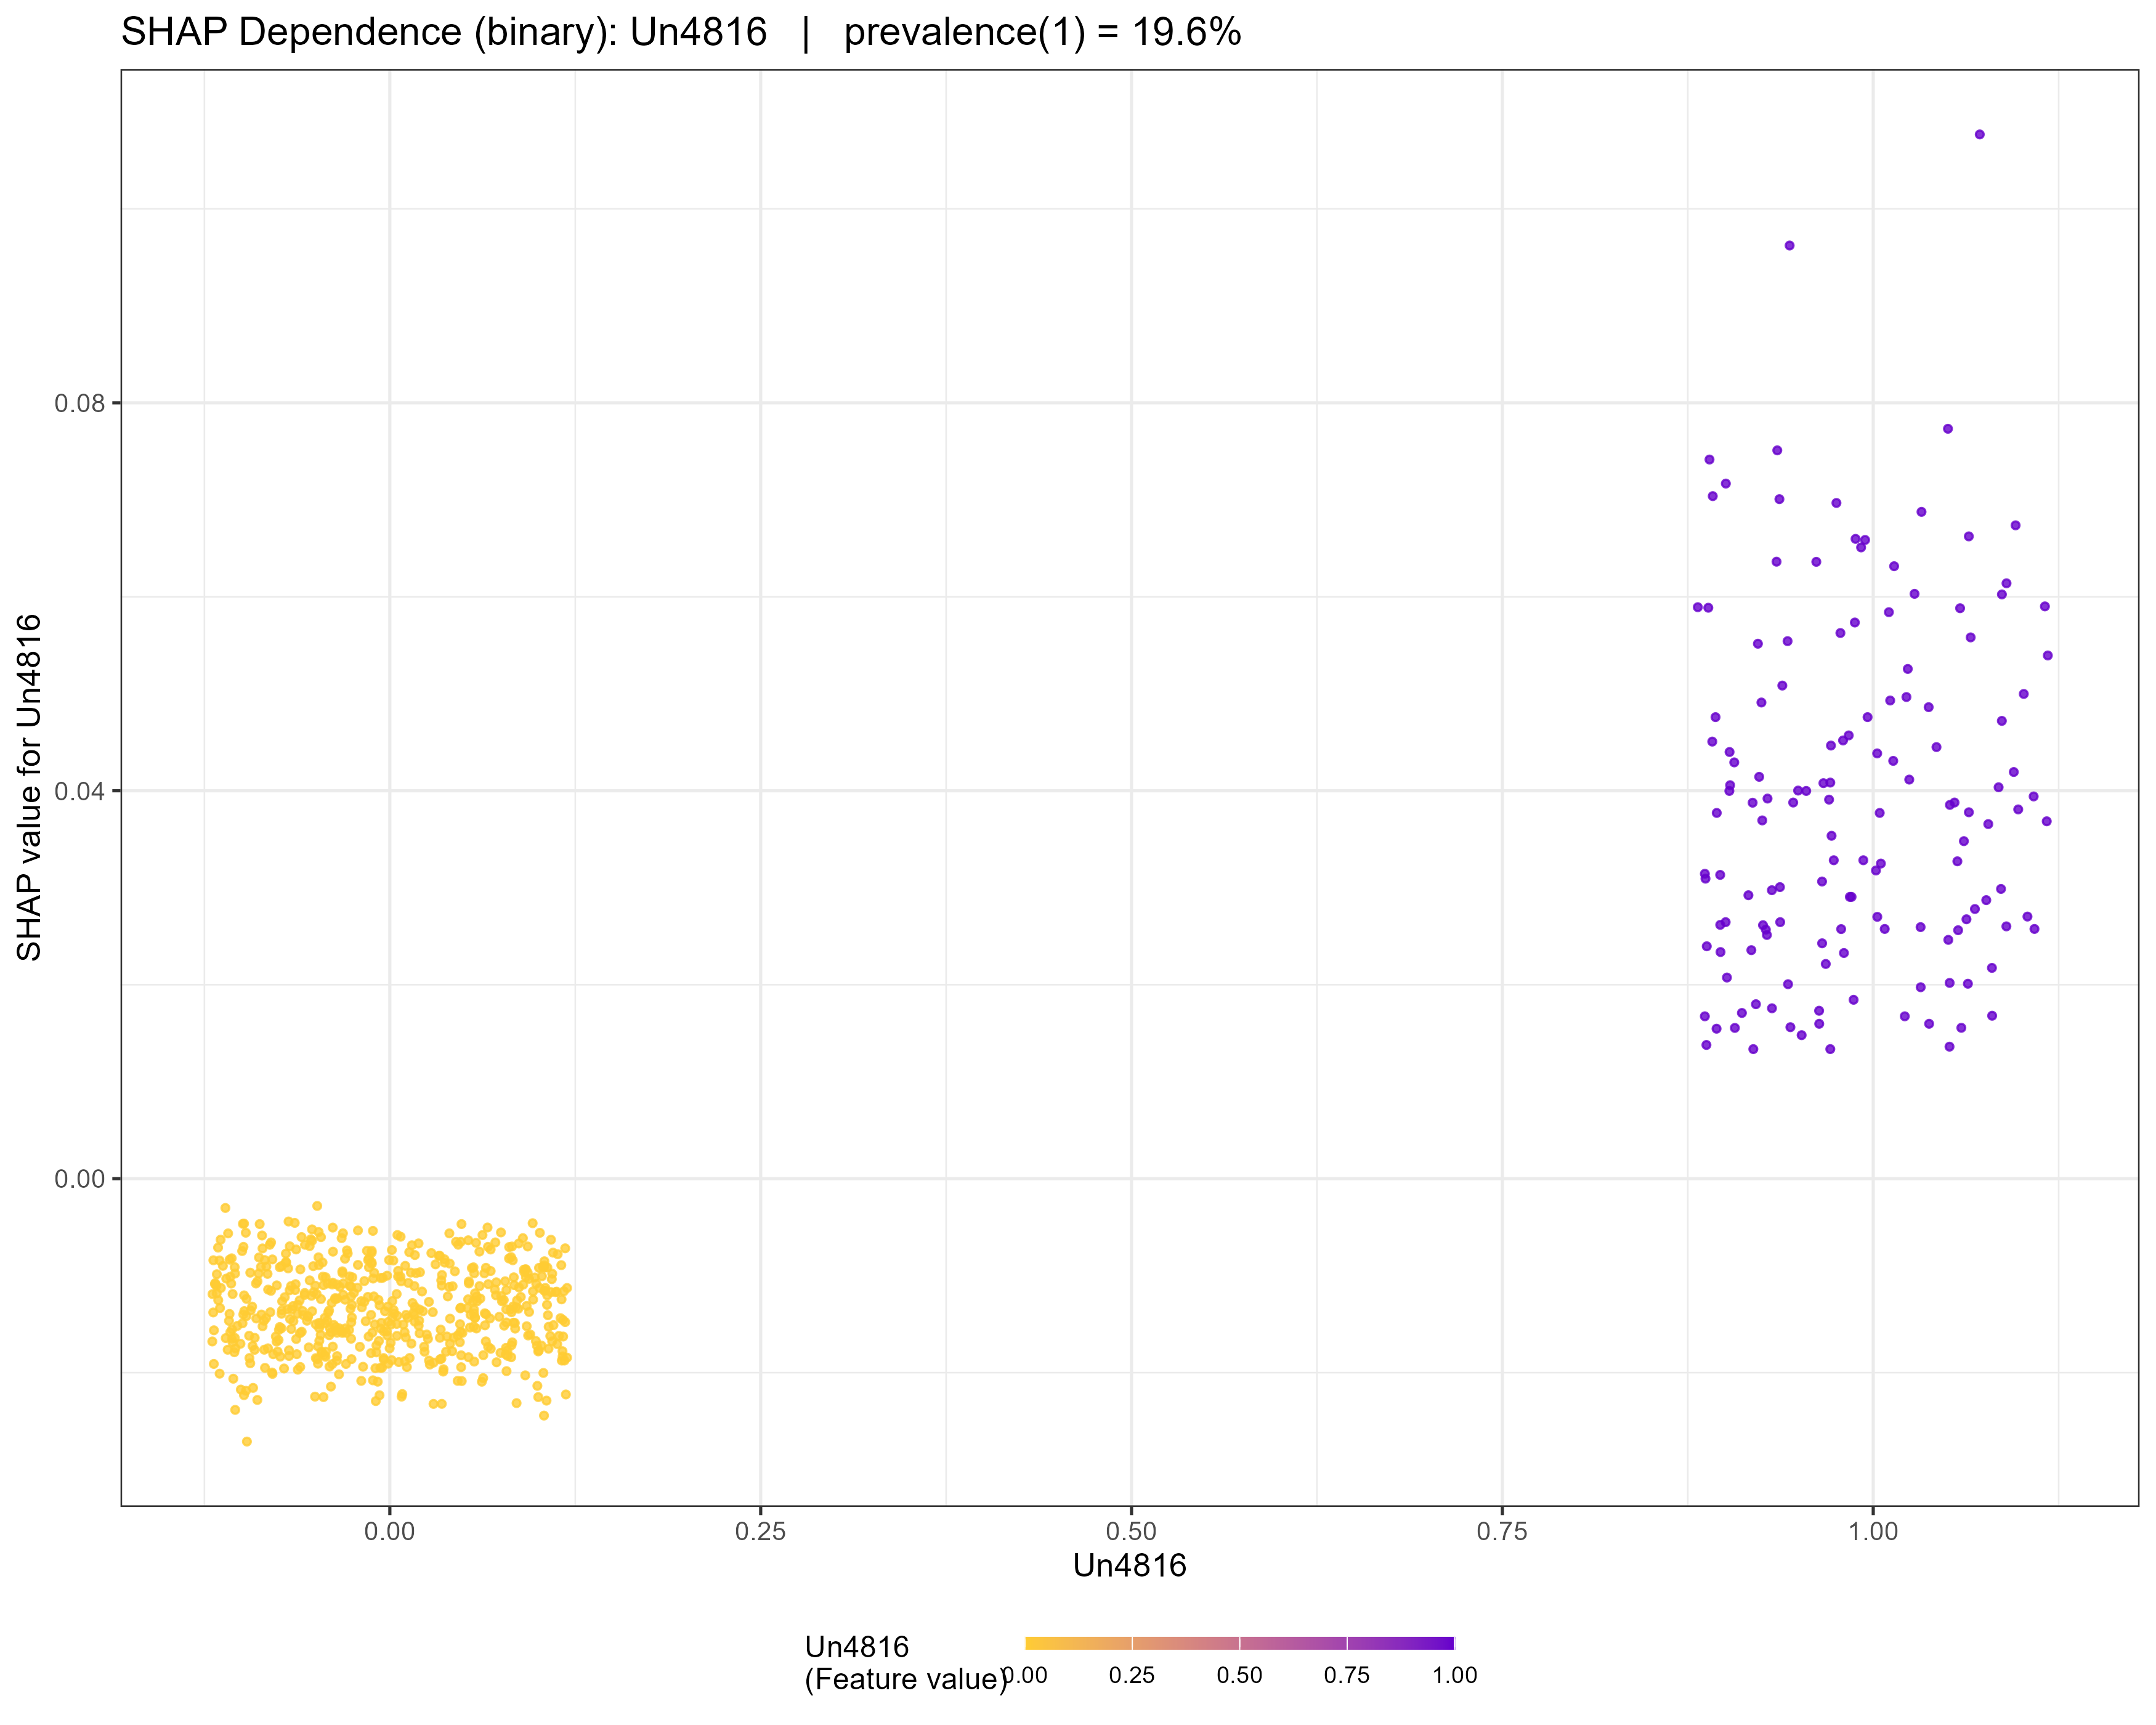 SHAP Dependence (binary): Un4816 | prevalence(1) = 19.6%
SHAP value for Un4816
0.08
0.04
0.00
0.00 0.25 0.50 0.75 1.00
Un4816
Un4816
(Feature value)
0.00 0.25 0.50 0.75 1.00